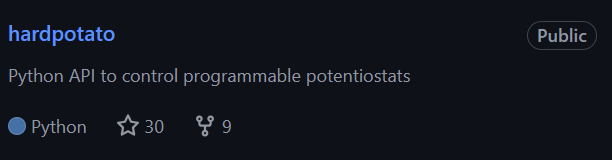 hardpotato Public
Python API to control programmable potentiostats
Python 30 9